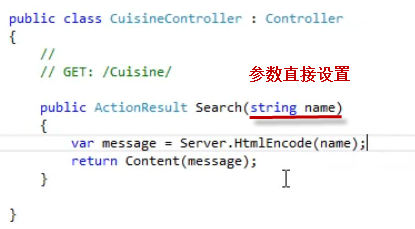 public class CuisineController : Controller
{
//
// GET: /Cuisine/
参数直接设置
public ActionResult Search(string name)
{
var message = Server.HtmlEncode(name);
return Content(message);
}
}